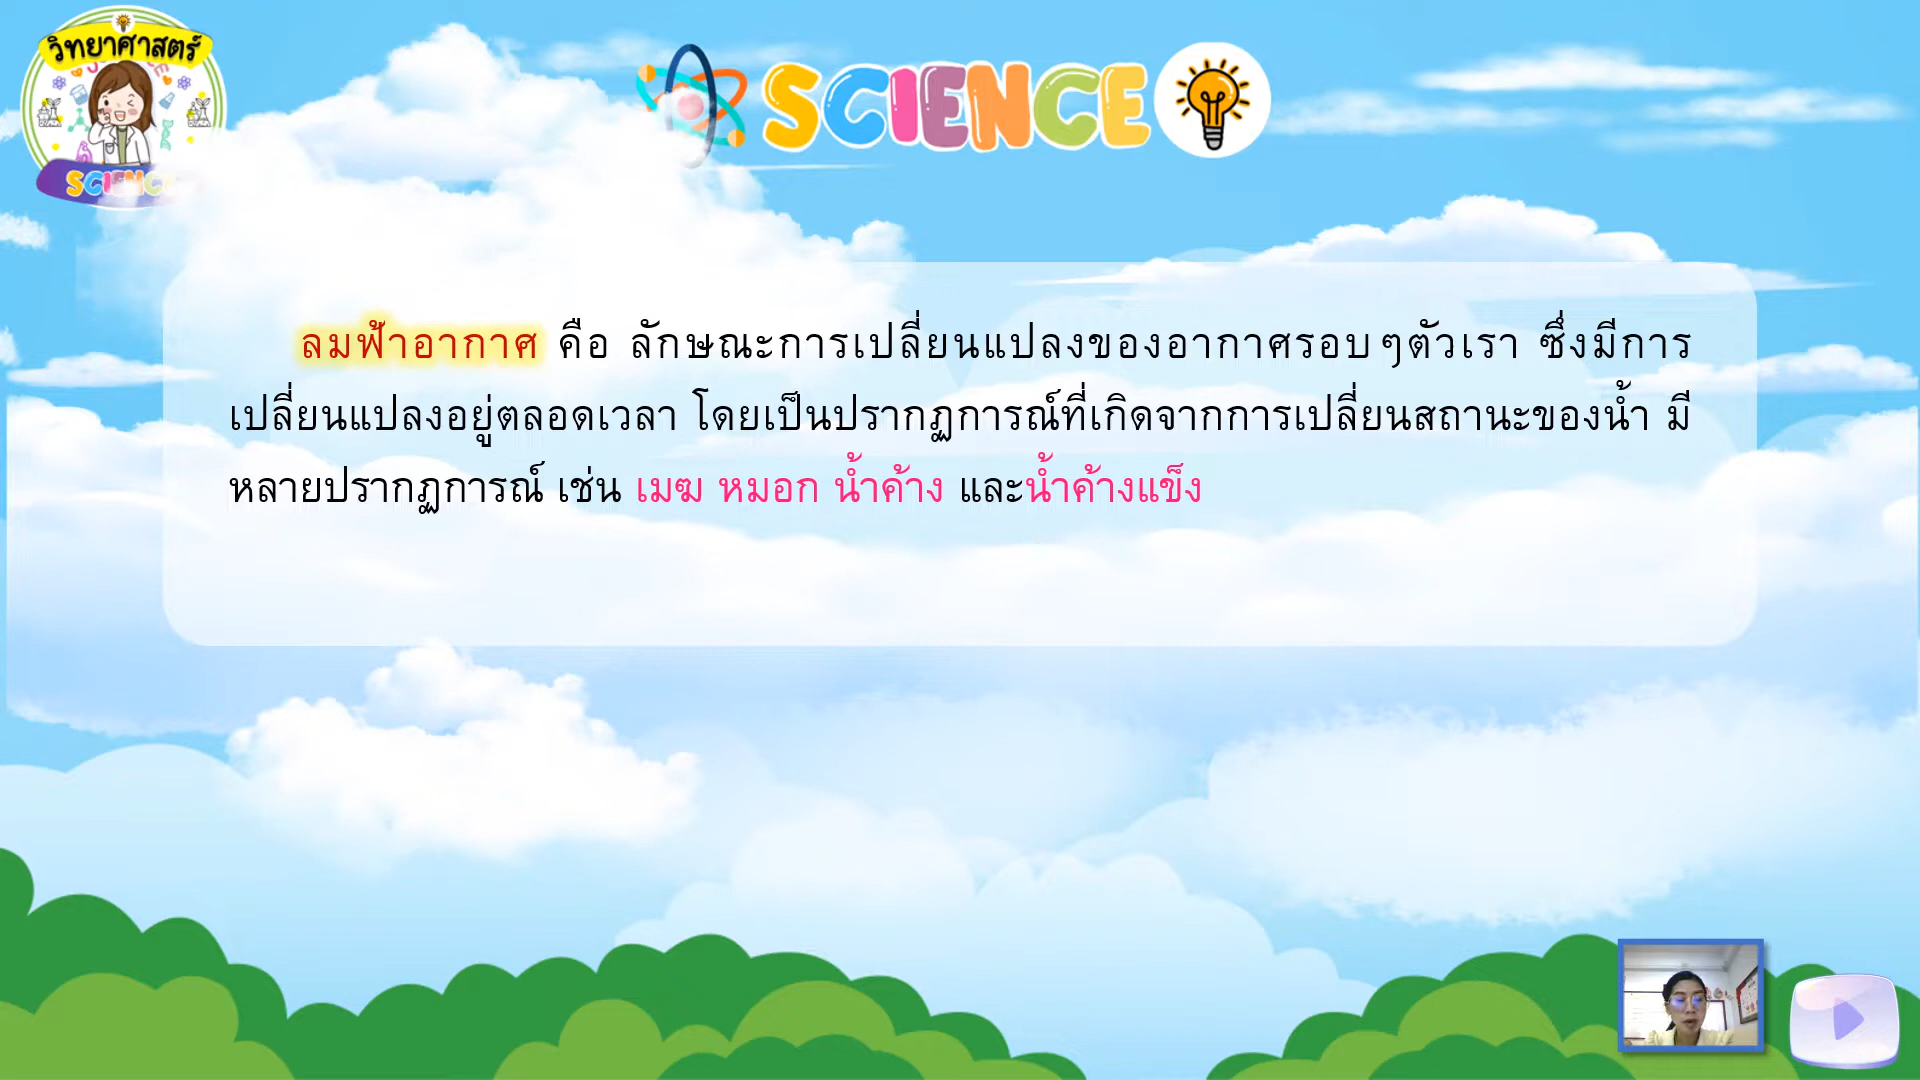 วิทยาศาสตร์
SCIENCE
SCIENCE
ลมฟ้าอากาศ คือ ลักษณะการเปลี่ยนแปลงของอากาศรอบๆตัวเรา ซึ่งมีการ
เปลี่ยนแปลงอยู่ตลอดเวลา โดยเป็นปรากฏการณ์ที่เกิดจากการเปลี่ยนสถานะของน้ำ มี
หลายปรากฏการณ์ เช่น เมฆ หมอก น้ำค้าง และน้ำค้างแข็ง